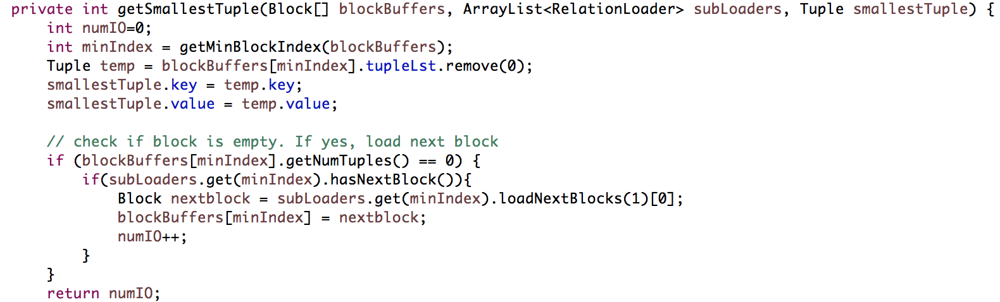 private int getSmallestTuple(Block[] blockBuffers, ArrayList<RelationLoader> subLoaders, Tuple smallestTuple) {
    int numIO=0;
    int minIndex = getMinBlockIndex(blockBuffers);
    Tuple temp = blockBuffers[minIndex].tupleLst.remove(0);
    smallestTuple.key = temp.key;
    smallestTuple.value = temp.value;

    // check if block is empty. If yes, load next block
    if (blockBuffers[minIndex].getNumTuples() == 0) {
        if(subLoaders.get(minIndex).hasNextBlock()){
            Block nextblock = subLoaders.get(minIndex).loadNextBlocks(1)[0];
            blockBuffers[minIndex] = nextblock;
            numIO++;
        }
    }
    return numIO;